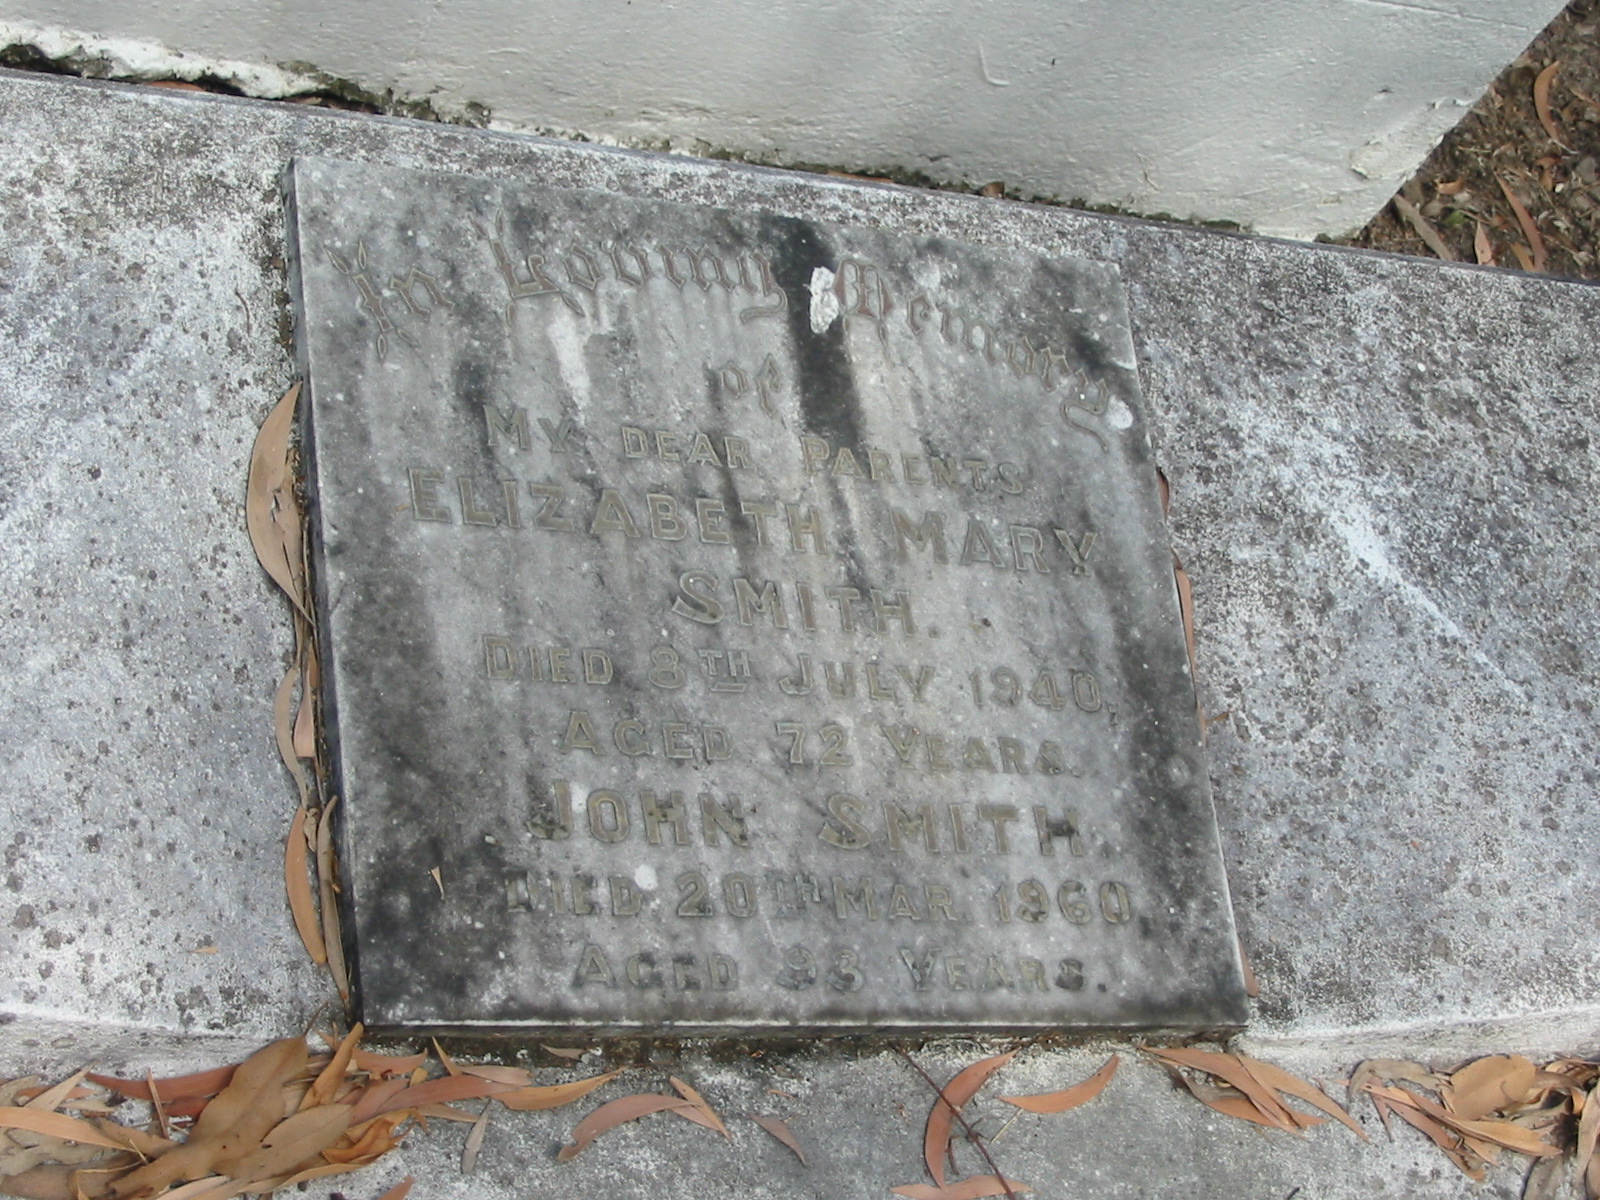 In Loving Memory
of
MY DEAR PARENTS
ELIZABETH MARY
SMITH.
DIED 8TH JULY 1940,
AGED 72 YEARS.
JOHN SMITH
DIED 20TH MAR. 1960
AGED 93 YEARS.